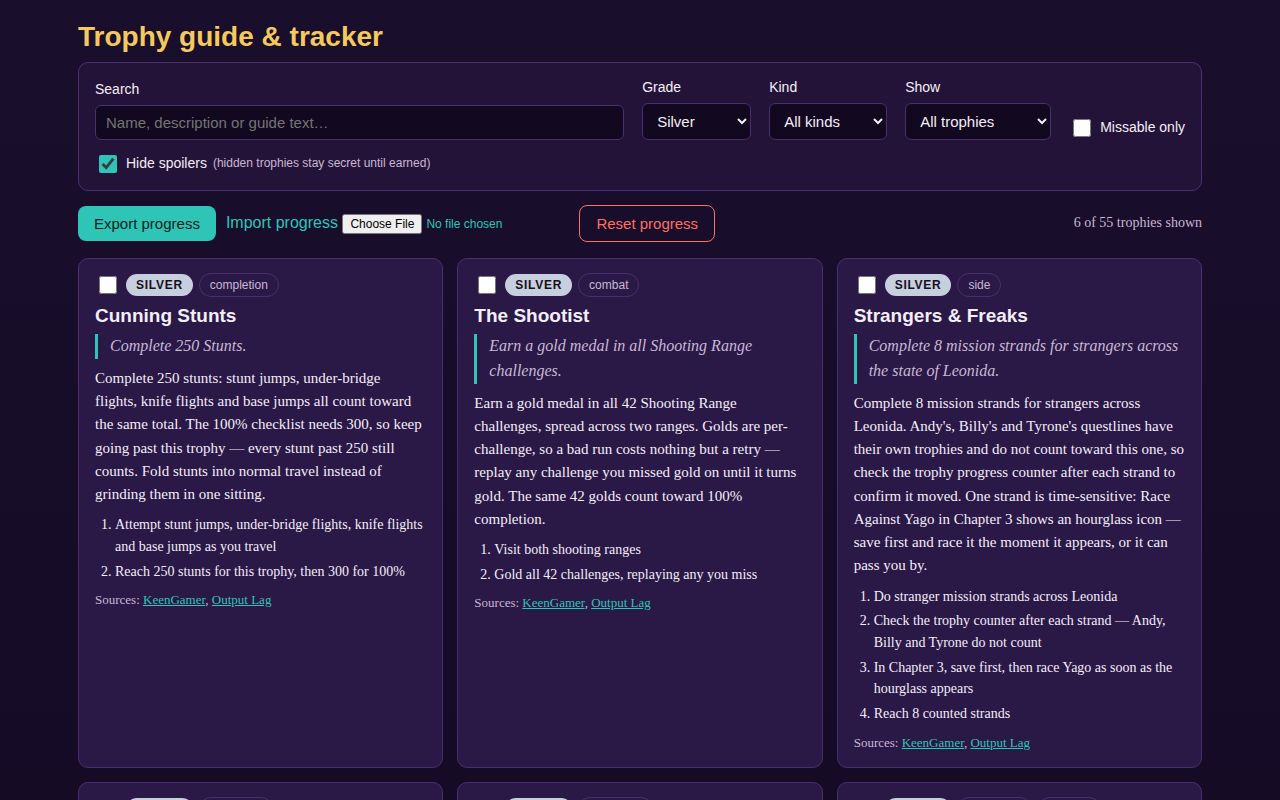 Trophy guide & tracker
Search
Grade
Kind
Show
Name, description or guide text…
Silver
All kinds
All trophies
Missable only
Hide spoilers (hidden trophies stay secret until earned)
Export progress
Import progress Choose File No file chosen
Reset progress
6 of 55 trophies shown
SILVER completion
Cunning Stunts
Complete 250 Stunts.
Complete 250 stunts: stunt jumps, under-bridge
flights, knife flights and base jumps all count toward
the same total. The 100% checklist needs 300, so keep
going past this trophy — every stunt past 250 still
counts. Fold stunts into normal travel instead of
grinding them in one sitting.
1. Attempt stunt jumps, under-bridge flights, knife flights
and base jumps as you travel
2. Reach 250 stunts for this trophy, then 300 for 100%
Sources: KeenGamer, Output Lag
SILVER combat
The Shootist
Earn a gold medal in all Shooting Range
challenges.
Earn a gold medal in all 42 Shooting Range
challenges, spread across two ranges. Golds are per-
challenge, so a bad run costs nothing but a retry —
replay any challenge you missed gold on until it turns
gold. The same 42 golds count toward 100%
completion.
1. Visit both shooting ranges
2. Gold all 42 challenges, replaying any you miss
Sources: KeenGamer, Output Lag
SILVER side
Strangers & Freaks
Complete 8 mission strands for strangers across
the state of Leonida.
Complete 8 mission strands for strangers across
Leonida. Andy's, Billy's and Tyrone's questlines have
their own trophies and do not count toward this one, so
check the trophy progress counter after each strand to
confirm it moved. One strand is time-sensitive: Race
Against Yago in Chapter 3 shows an hourglass icon —
save first and race it the moment it appears, or it can
pass you by.
1. Do stranger mission strands across Leonida
2. Check the trophy counter after each strand — Andy,
Billy and Tyrone do not count
3. In Chapter 3, save first, then race Yago as soon as the
hourglass appears
4. Reach 8 counted strands
Sources: KeenGamer, Output Lag